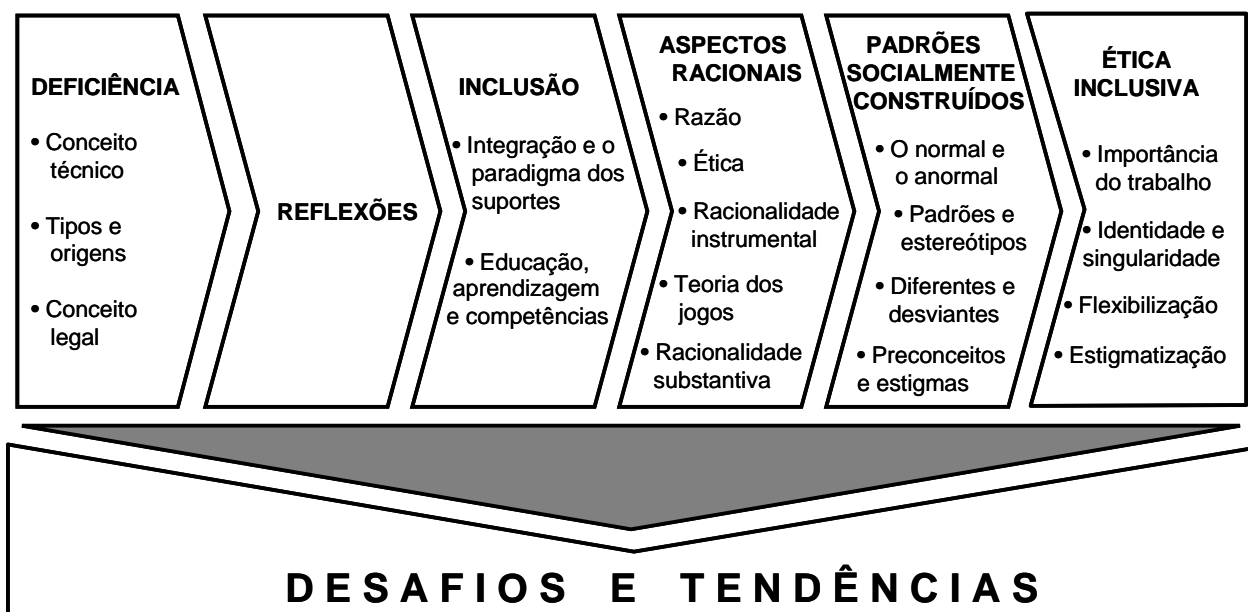 DEFICIÊNCIA
• Conceito
técnico
• Tipos e
origens
• Conceito
legal
REFLEXÕES
INCLUSÃO
• Integração e o
paradigma dos
suportes
• Educação,
aprendizagem
e competências
ASPECTOS
RACIONAIS
• Razão
• Ética
• Racionalidade
instrumental
• Teoria dos
jogos
• Racionalidade
substantiva
PADRÕES
SOCIALMENTE
CONSTRUÍDOS
• O normal e
o anormal
• Padrões e
estereótipos
• Diferentes e
desviantes
• Preconceitos
e estigmas
ÉTICA
INCLUSIVA
• Importância
do trabalho
• Identidade e
singularidade
• Flexibilização
• Estigmatização
DESAFIOS E TENDÊNCIAS